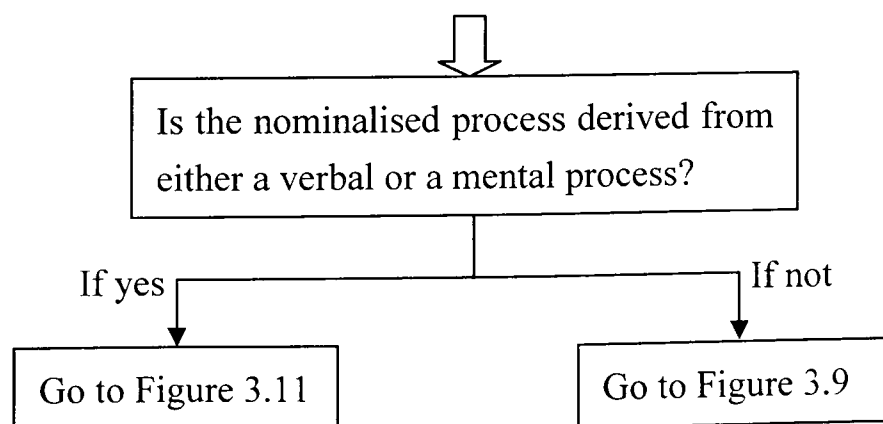 Is the nominalised process derived from
either a verbal or a mental process?
If yes
If not
Go to Figure 3.11
Go to Figure 3.9